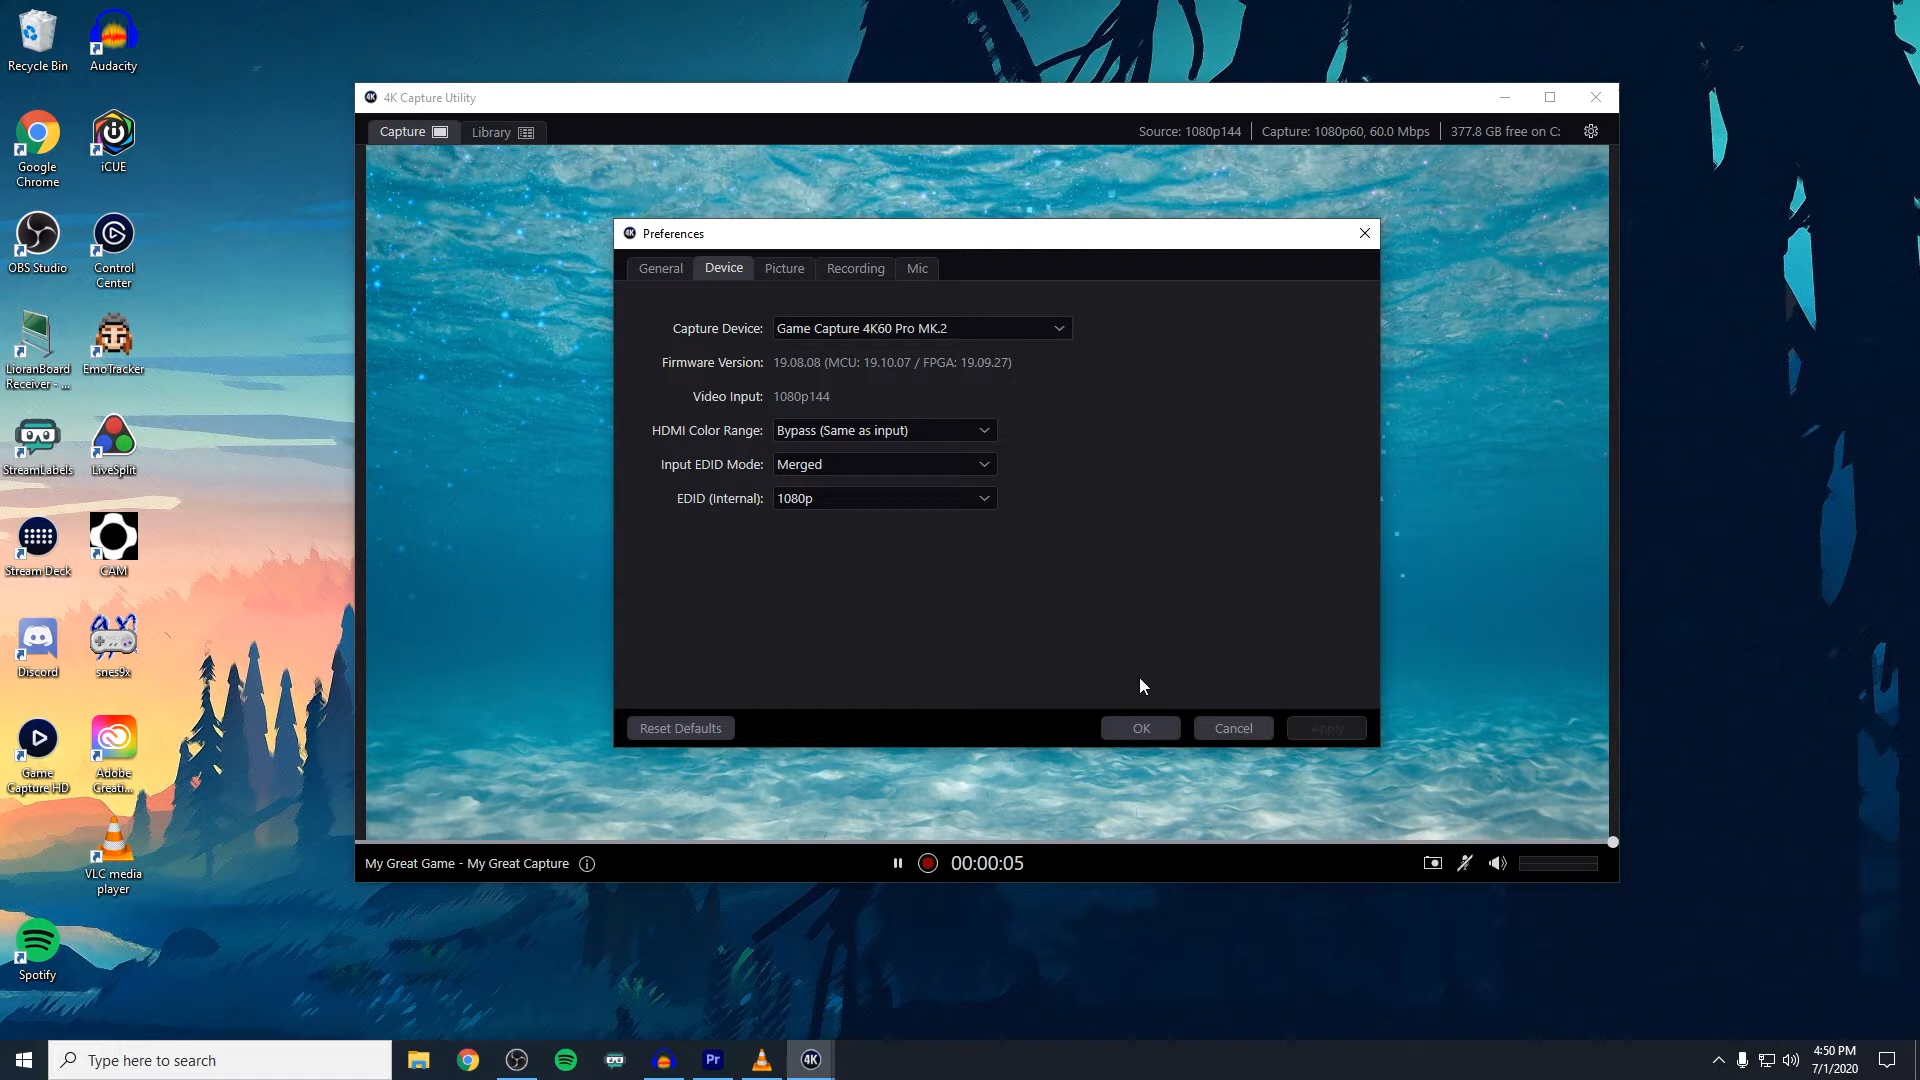 Recycle Bin
Audacity
Google
Chrome
iCUE
OBS Studio
Control
Center
LioranBoard
Receiver - ...
EmoTracker
StreamLabels
LiveSplit
Stream Deck
CAM
Discord
snes9x
Game
Capture HD
Adobe
Creati...
VLC media
player
Spotify
4K 4K Capture Utility
Capture
Library
Source: 1080p144
Capture: 1080p60, 60.0 Mbps
377.8 GB free on C:
4K Preferences
General
Device
Picture
Recording
Mic
Capture Device: Game Capture 4K60 Pro MK.2
Firmware Version: 19.08.08 (MCU: 19.10.07 / FPGA: 19.09.27)
Video Input: 1080p144
HDMI Color Range: Bypass (Same as input)
Input EDID Mode: Merged
EDID (Internal): 1080p
Reset Defaults
OK
Cancel
Apply
My Great Game - My Great Capture
00:00:05
Type here to search
Pr
4K
4:50 PM
7/1/2020